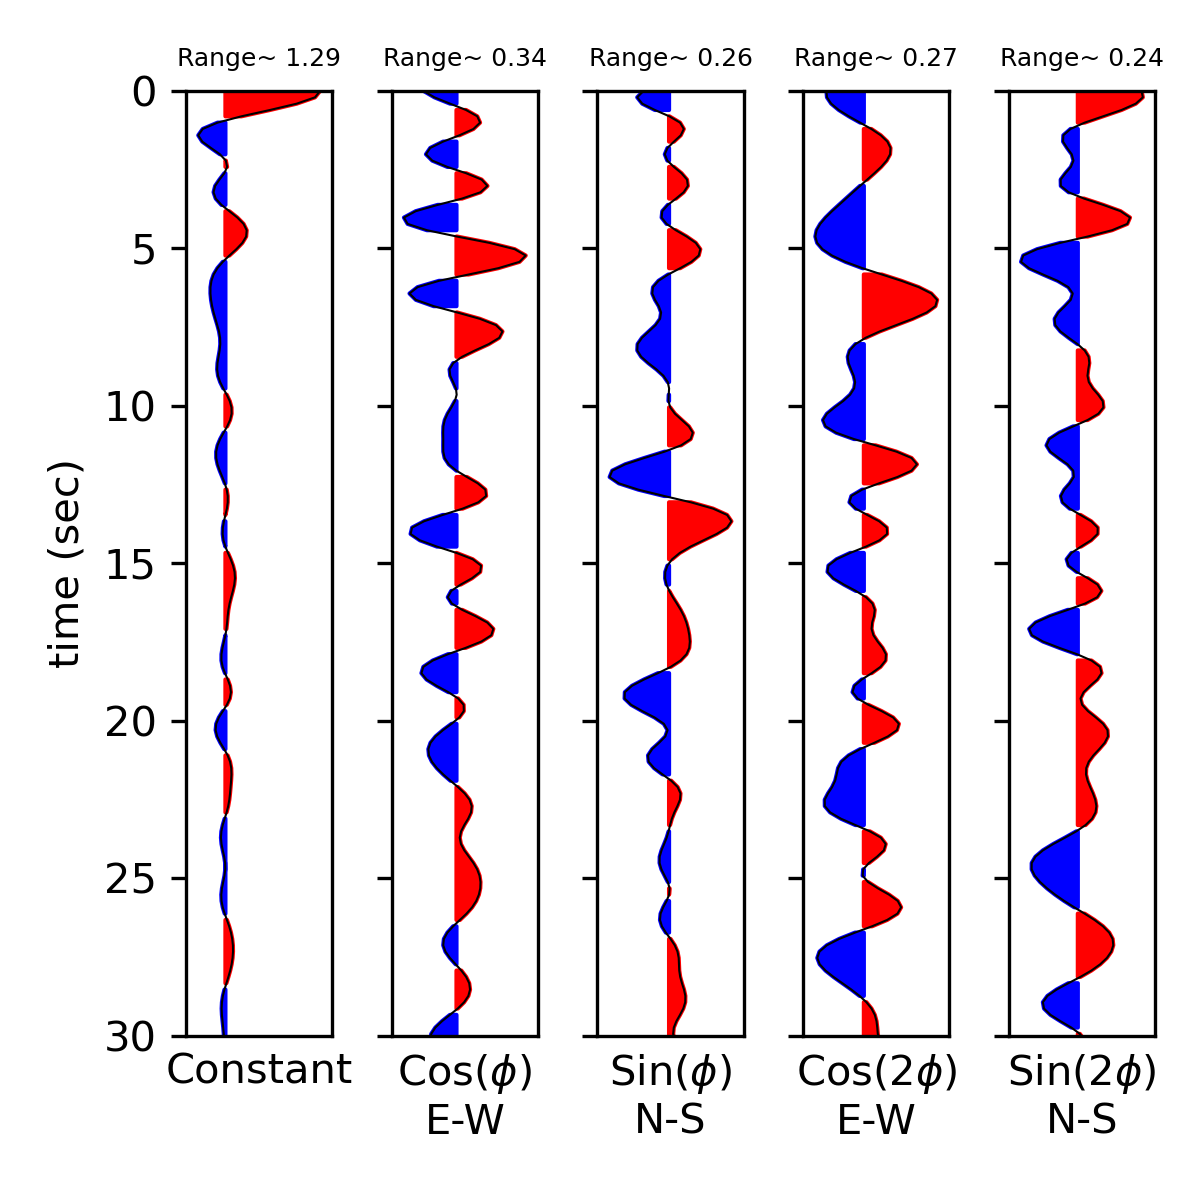 Range~ 1.29 Range~ 0.34 Range~ 0.26 Range~ 0.27 Range~ 0.24
0
5
10
15
20
25
30
time (sec)
Constant Cos(ϕ) Sin(ϕ) Cos(2ϕ) Sin(2ϕ)
E-W N-S E-W N-S